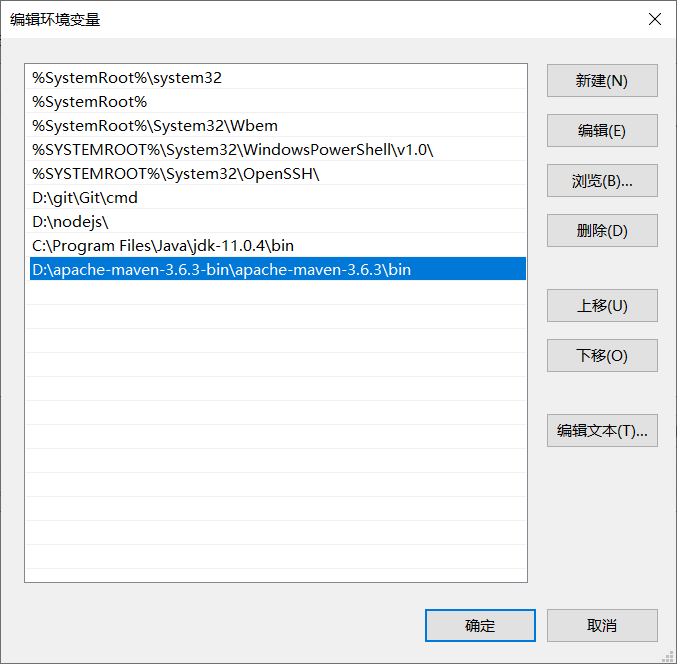 编辑环境变量
%SystemRoot%\system32
%SystemRoot%
%SystemRoot%\System32\Wbem
%SYSTEMROOT%\System32\WindowsPowerShell\v1.0\
%SYSTEMROOT%\System32\OpenSSH\
D:\git\Git\cmd
D:\nodejs\
C:\Program Files\Java\jdk-11.0.4\bin
D:\apache-maven-3.6.3-bin\apache-maven-3.6.3\bin
新建(N)
编辑(E)
浏览(B)...
删除(D)
上移(U)
下移(O)
编辑文本(T)...
确定
取消